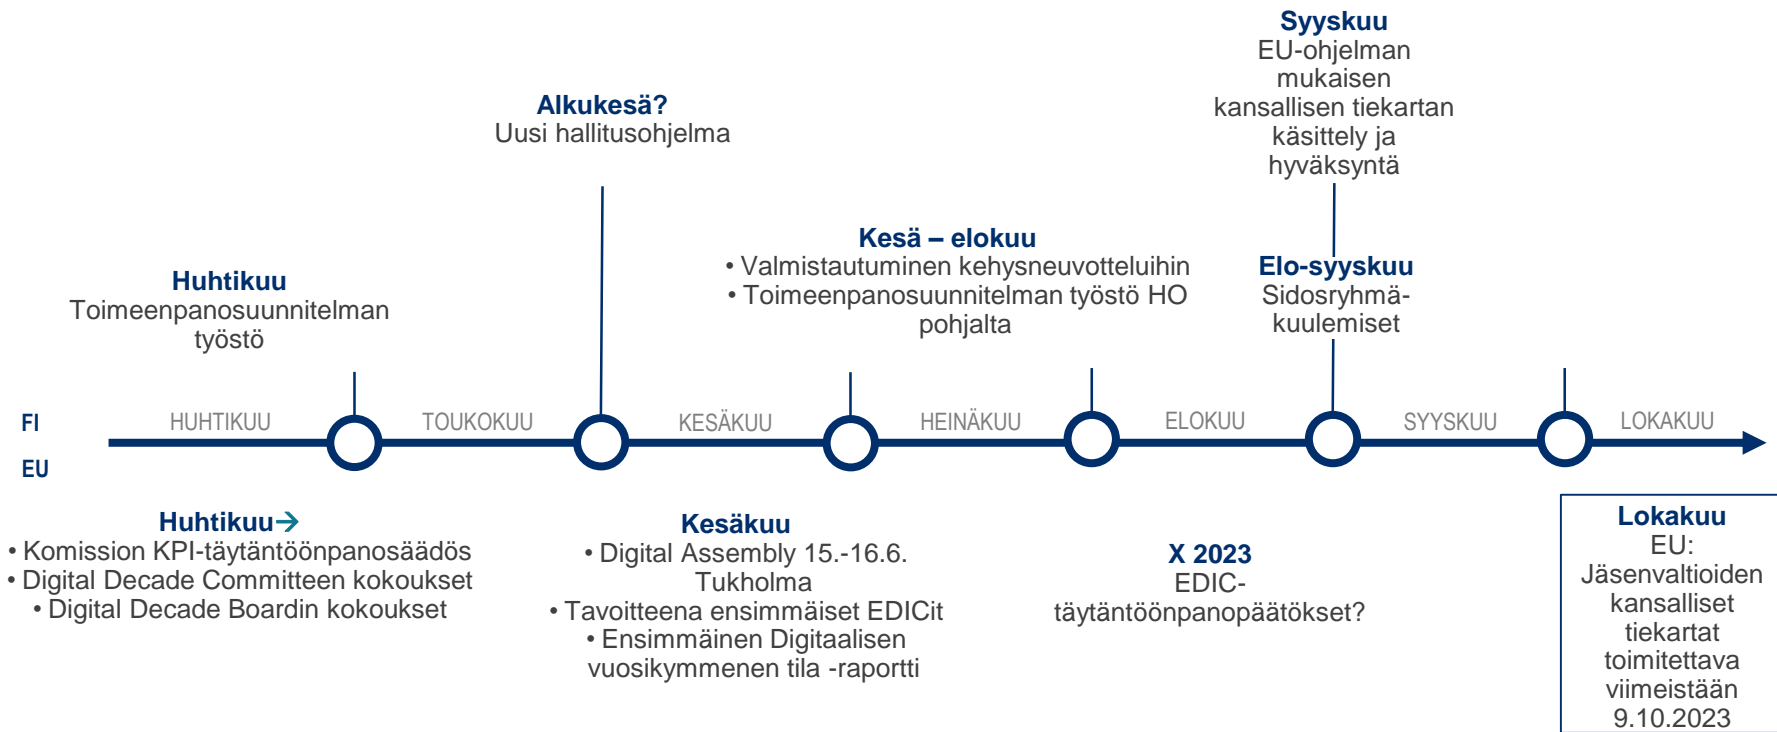 Syyskuu
EU-ohjelman
mukaisen
kansallisen tiekartan
käsittely ja
hyväksyntä
Alkukesä?
Uusi hallitusohjelma
Kesä – elokuu
• Valmistautuminen kehysneuvotteluihin
• Toimeenpanosuunnitelman työstö HO
pohjalta
Elo-syyskuu
Sidosryhmä-
kuulemiset
Huhtikuu
Toimeenpanosuunnitelman
työstö
FI
HUHTIKUU
TOUKOKUU
KESÄKUU
HEINÄKUU
ELOKUU
SYYSKUU
LOKAKUU
EU
Huhtikuu→
• Komission KPI-täytäntöönpanosäädös
• Digital Decade Committeen kokoukset
• Digital Decade Boardin kokoukset
Kesäkuu
• Digital Assembly 15.-16.6.
Tukholma
• Tavoitteena ensimmäiset EDICit
• Ensimmäinen Digitaalisen
vuosikymmenen tila -raportti
X 2023
EDIC-
täytäntöönpanopäätökset?
Lokakuu
EU:
Jäsenvaltioiden
kansalliset
tiekartat
toimitettava
viimeistään
9.10.2023